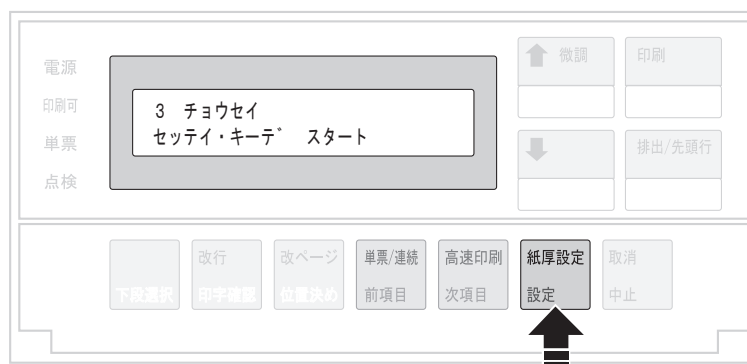 電源
印刷可
単票
点検
3 チョウセイ
セッテイ・キーデ スタート
微調
印刷
排出/先頭行
下段選択
改行
印字確認
改ページ
位置決め
単票/連続
前項目
高速印刷
次項目
紙厚設定
設定
取消
中止